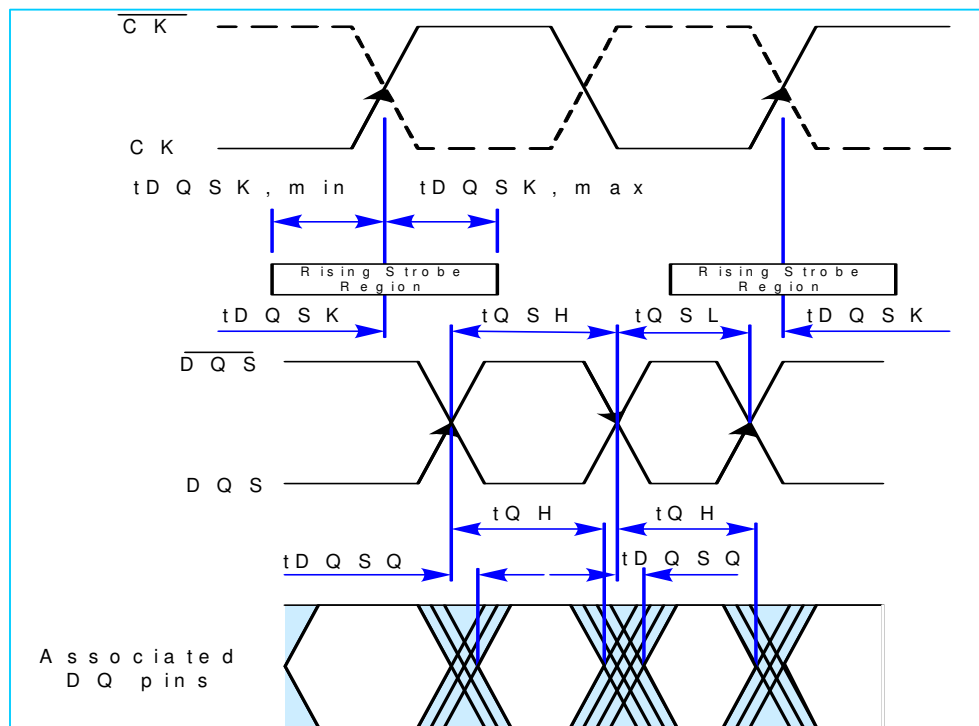 CK
CK
tDQSK, min
tDQSK, max
Rising Strobe
Region
Rising Strobe
Region
tDQSK
tQSH
tQSL
tDQSK
DQS
DQS
tQH
tQH
tDQSQ
tDQSQ
Associated
DQ pins